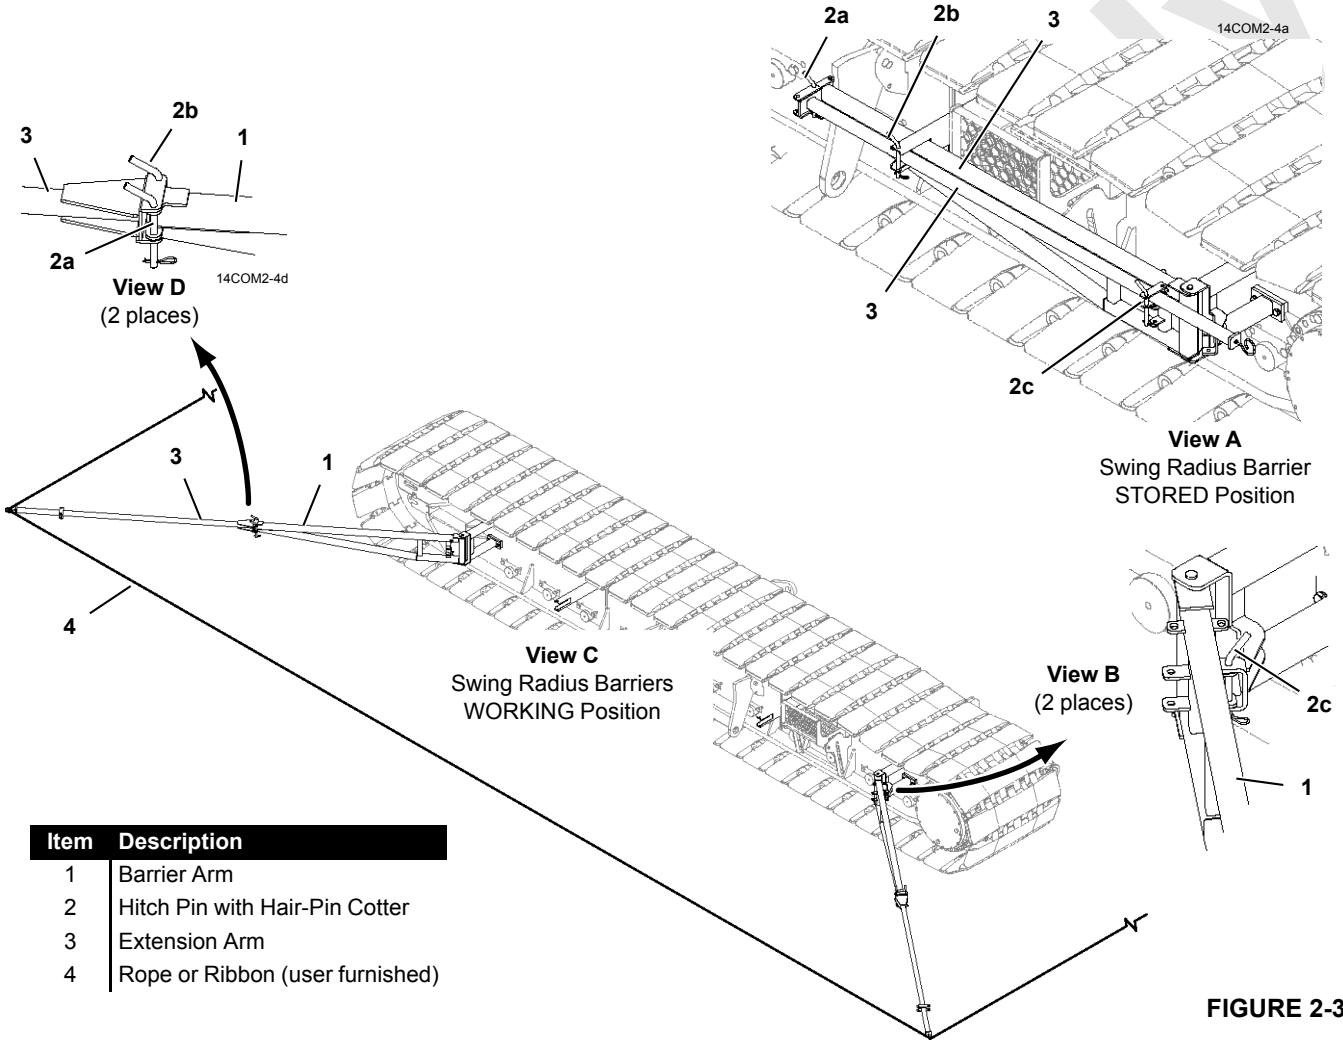 2a
2b
3
14COM2-4a
2b
3
1
2a
14COM2-4d
View D
(2 places)
3
2c
View A
Swing Radius Barrier
STORED Position
3
1
4
View C
Swing Radius Barriers
WORKING Position
View B
(2 places)
2c
1
Item Description
1 Barrier Arm
2 Hitch Pin with Hair-Pin Cotter
3 Extension Arm
4 Rope or Ribbon (user furnished)
FIGURE 2-3